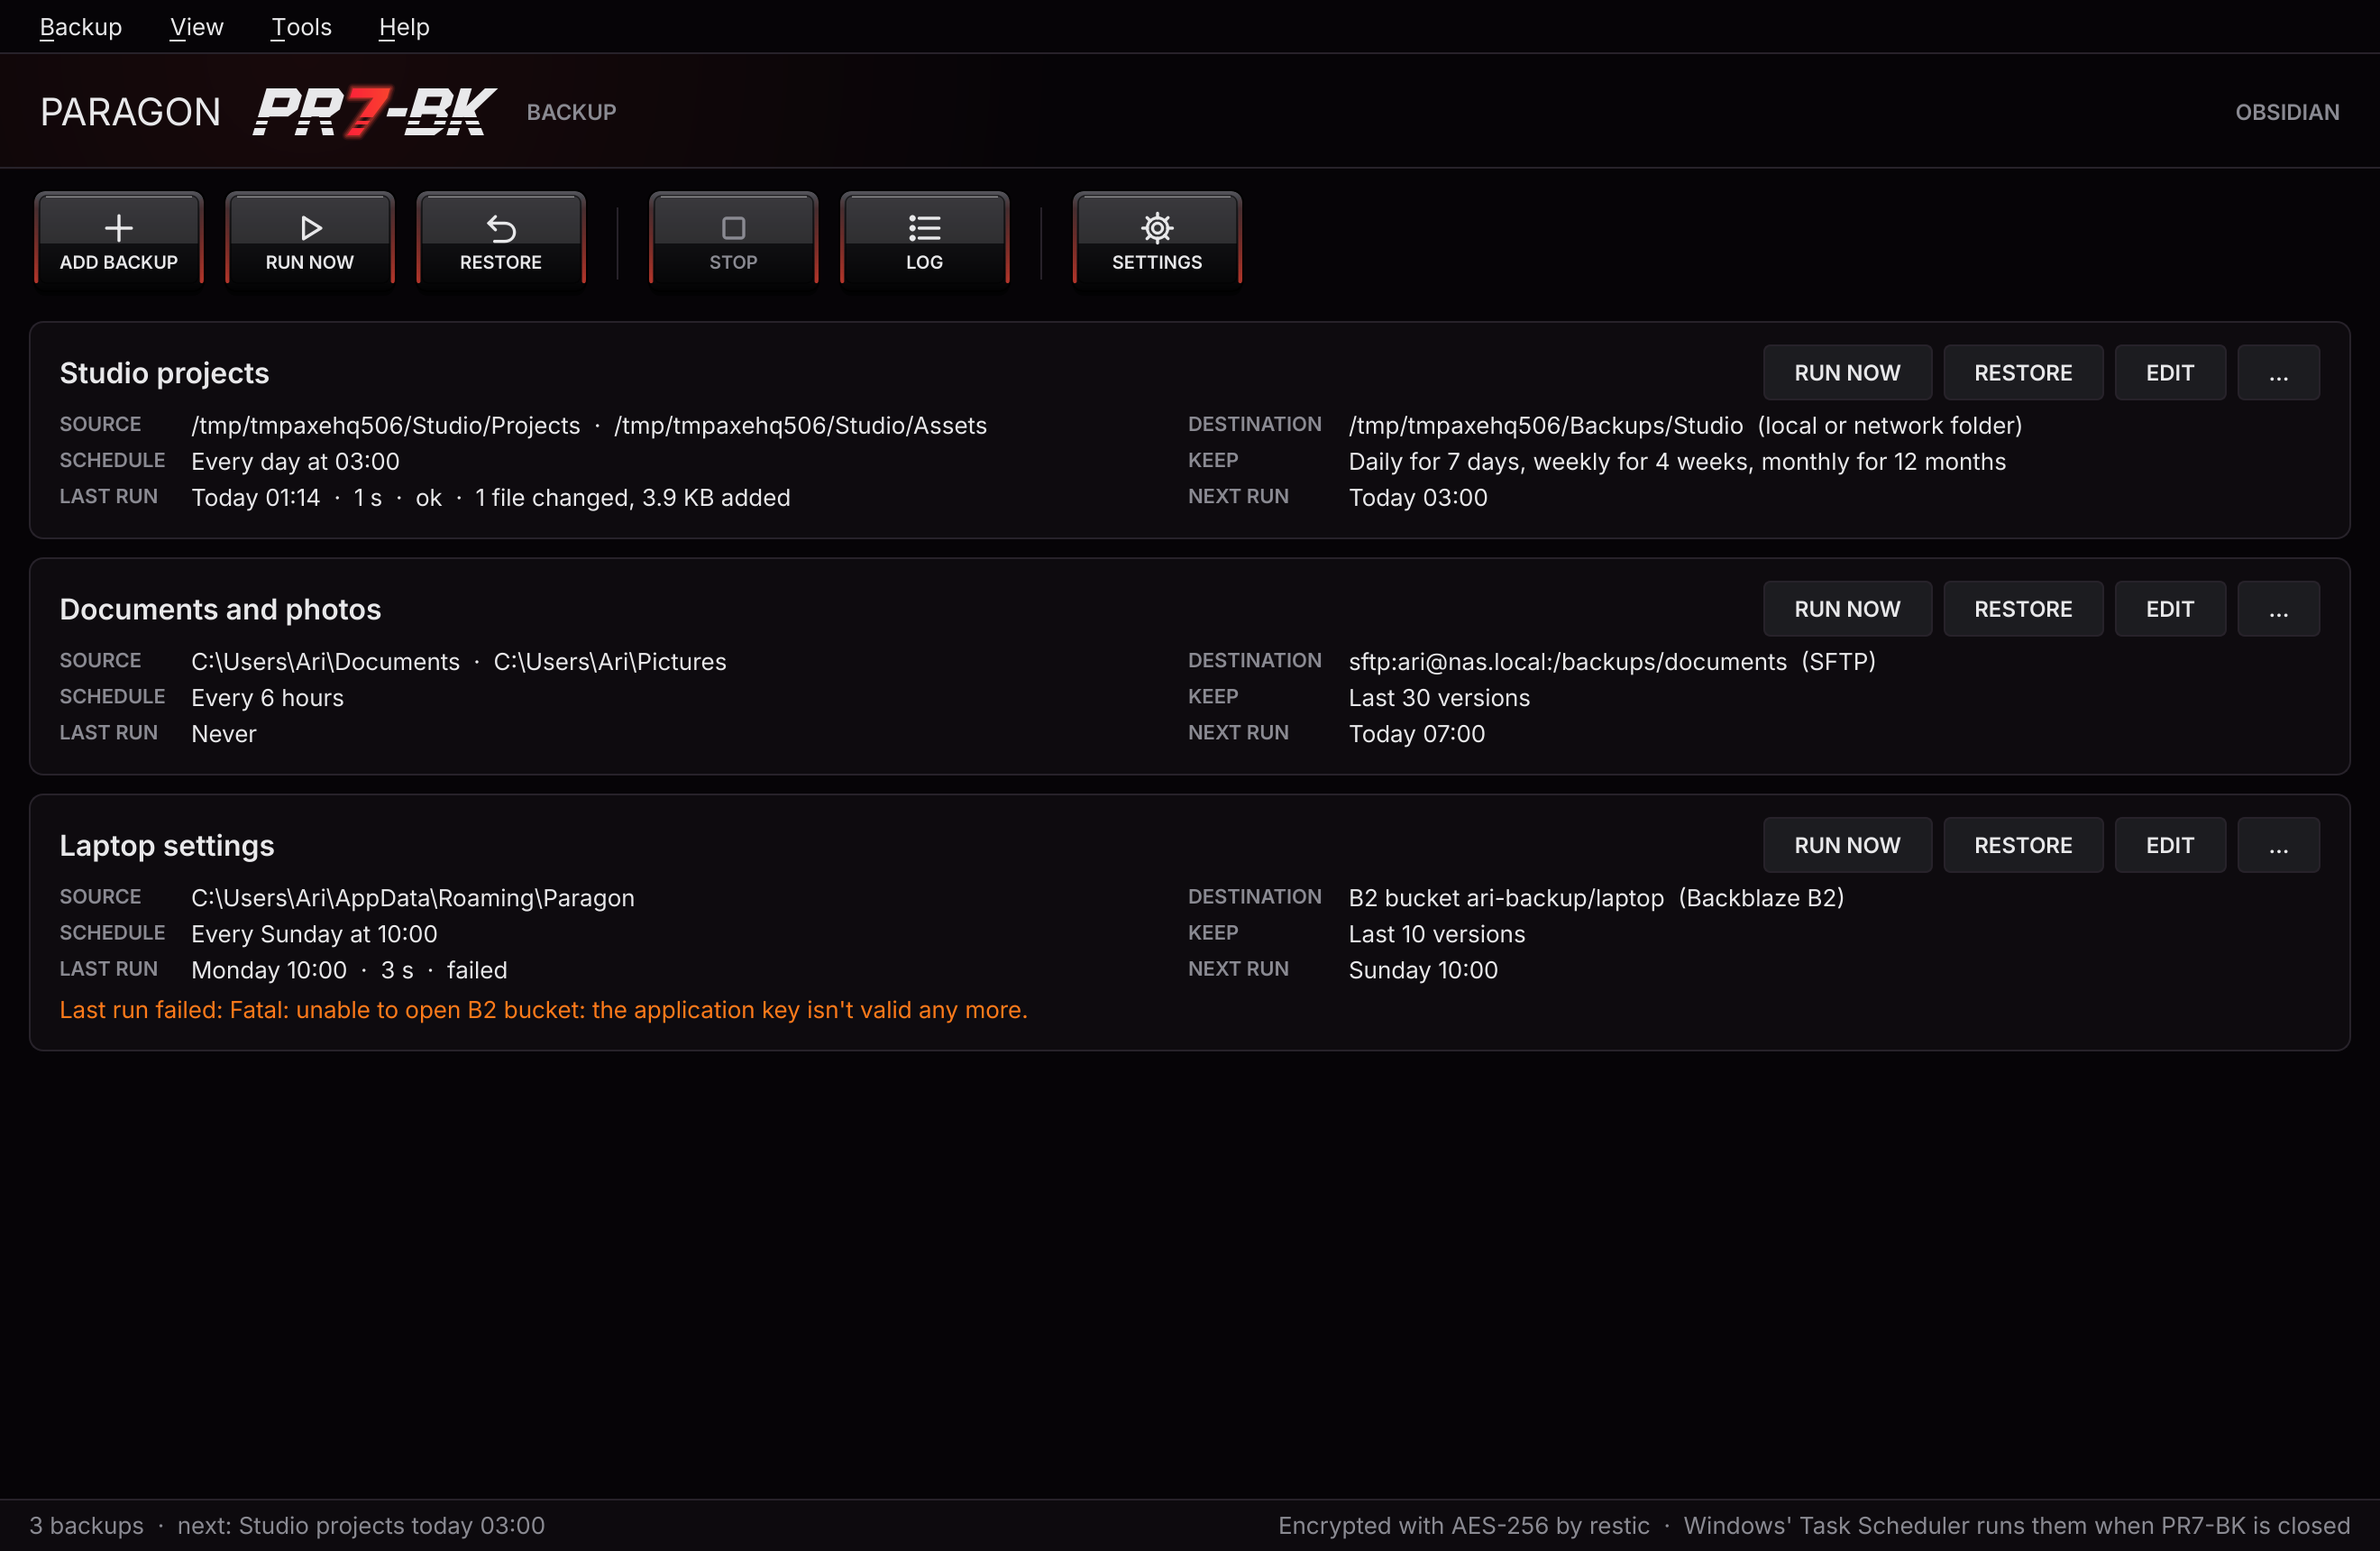 Backup View Tools Help
PARAGON PR7-BK BACKUP OBSIDIAN
ADD BACKUP RUN NOW RESTORE STOP LOG SETTINGS
Studio projects RUN NOW RESTORE EDIT ...
SOURCE /tmp/tmpaxehq506/Studio/Projects · /tmp/tmpaxehq506/Studio/Assets DESTINATION /tmp/tmpaxehq506/Backups/Studio (local or network folder)
SCHEDULE Every day at 03:00 KEEP Daily for 7 days, weekly for 4 weeks, monthly for 12 months
LAST RUN Today 01:14 · 1 s · ok · 1 file changed, 3.9 KB added NEXT RUN Today 03:00
Documents and photos RUN NOW RESTORE EDIT ...
SOURCE C:\Users\Ari\Documents · C:\Users\Ari\Pictures DESTINATION sftp:ari@nas.local:/backups/documents (SFTP)
SCHEDULE Every 6 hours KEEP Last 30 versions
LAST RUN Never NEXT RUN Today 07:00
Laptop settings RUN NOW RESTORE EDIT ...
SOURCE C:\Users\Ari\AppData\Roaming\Paragon DESTINATION B2 bucket ari-backup/laptop (Backblaze B2)
SCHEDULE Every Sunday at 10:00 KEEP Last 10 versions
LAST RUN Monday 10:00 · 3 s · failed NEXT RUN Sunday 10:00
Last run failed: Fatal: unable to open B2 bucket: the application key isn't valid any more.
3 backups · next: Studio projects today 03:00 Encrypted with AES-256 by restic · Windows' Task Scheduler runs them when PR7-BK is closed